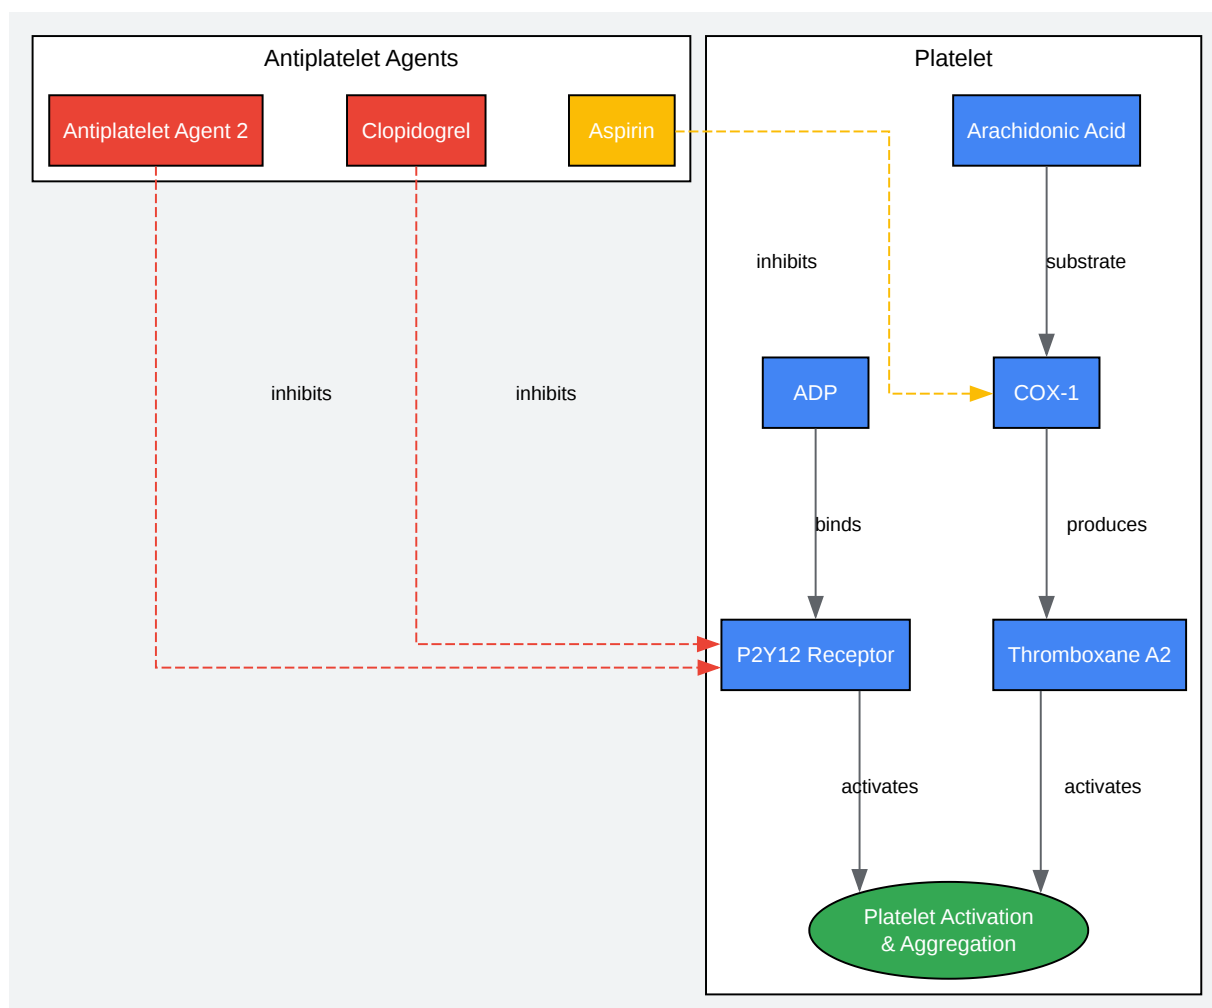 Antiplatelet Agents
Platelet
Antiplatelet Agent 2
Clopidogrel
Aspirin
Arachidonic Acid
inhibits
substrate
inhibits
inhibits
ADP
COX-1
binds
produces
P2Y12 Receptor
Thromboxane A2
activates
activates
Platelet Activation
& Aggregation